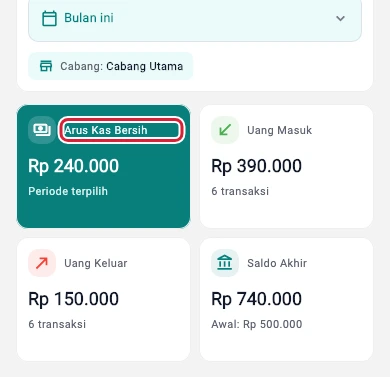 Bulan ini
Cabang: Cabang Utama
Arus Kas Bersih
Rp 240.000
Periode terpilih
Uang Masuk
Rp 390.000
6 transaksi
Uang Keluar
Rp 150.000
6 transaksi
Saldo Akhir
Rp 740.000
Awal: Rp 500.000